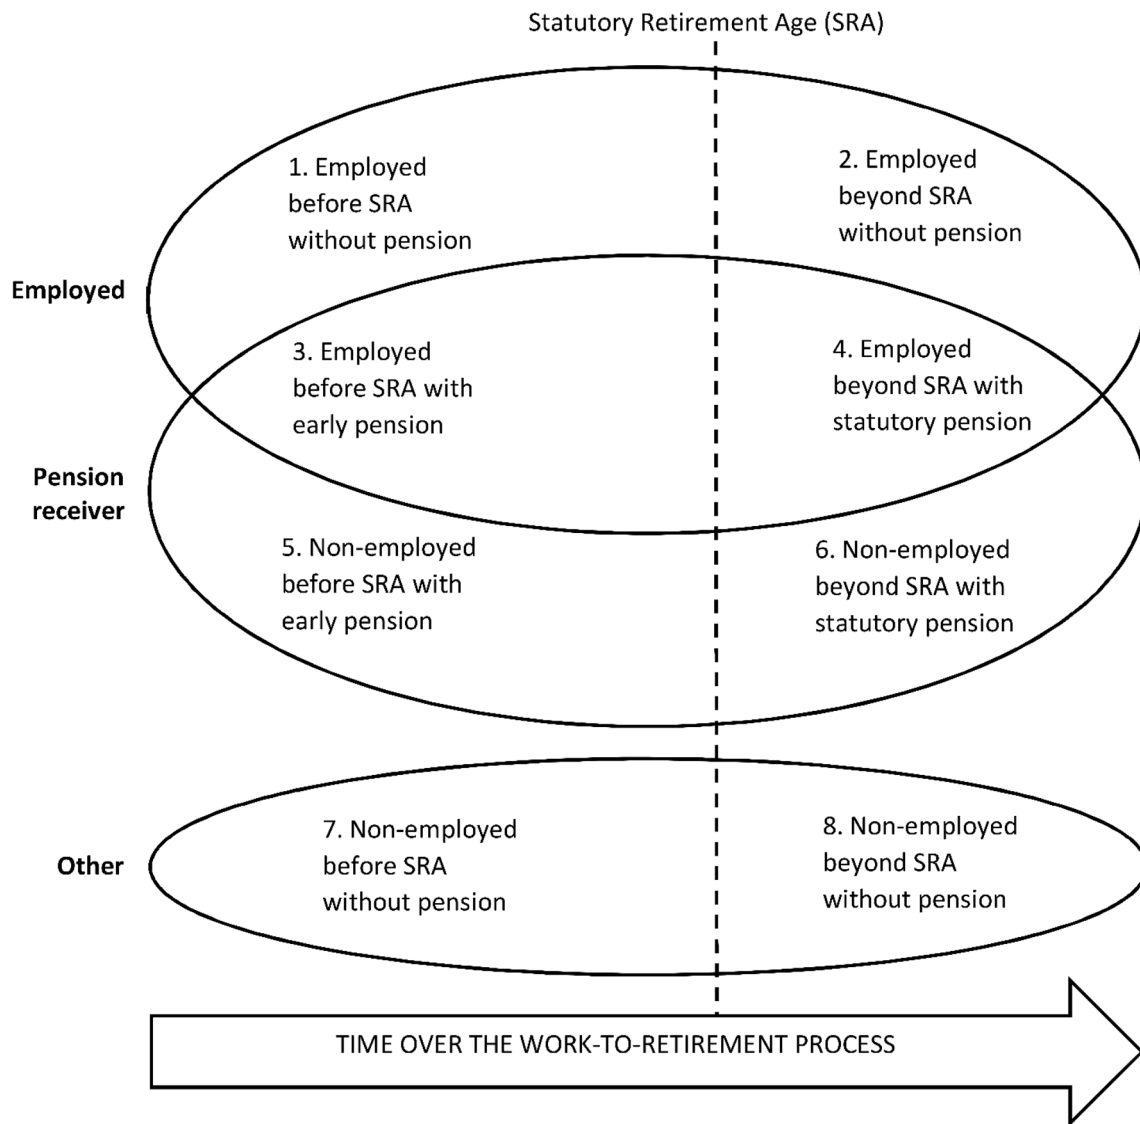 Statutory Retirement Age (SRA)
1. Employed
before SRA
without pension
2. Employed
beyond SRA
without pension
Employed
3. Employed
before SRA with
early pension
4. Employed
beyond SRA with
statutory pension
Pension
receiver
5. Non-employed
before SRA with
early pension
6. Non-employed
beyond SRA with
statutory pension
Other
7. Non-employed
before SRA
without pension
8. Non-employed
beyond SRA
without pension
TIME OVER THE WORK-TO-RETIREMENT PROCESS